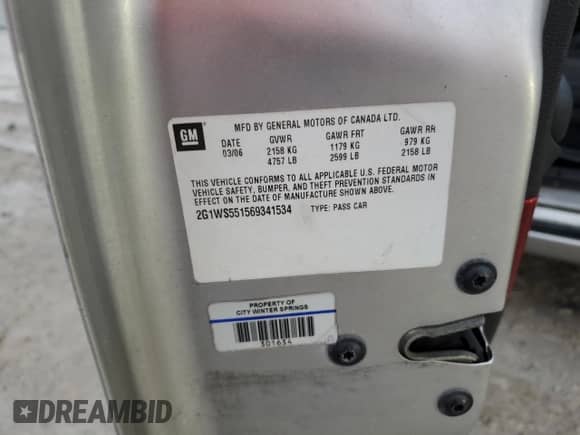 GM
MFD BY GENERAL MOTORS OF CANADA LTD.
DATE GVWR GAWR FRT GAWR RR
03/06 2158 KG 1179 KG 979 KG
4757 LB 2599 LB 2158 LB
THIS VEHICLE CONFORMS TO ALL APPLICABLE U.S. FEDERAL MOTOR
VEHICLE SAFETY, BUMPER, AND THEFT PREVENTION STANDARDS IN
EFFECT ON THE DATE OF MANUFACTURE SHOWN ABOVE.
2G1WS551569341534 TYPE: PASS CAR
PROPERTY OF
CITY WINTER SPRINGS
301634
DREAMBID